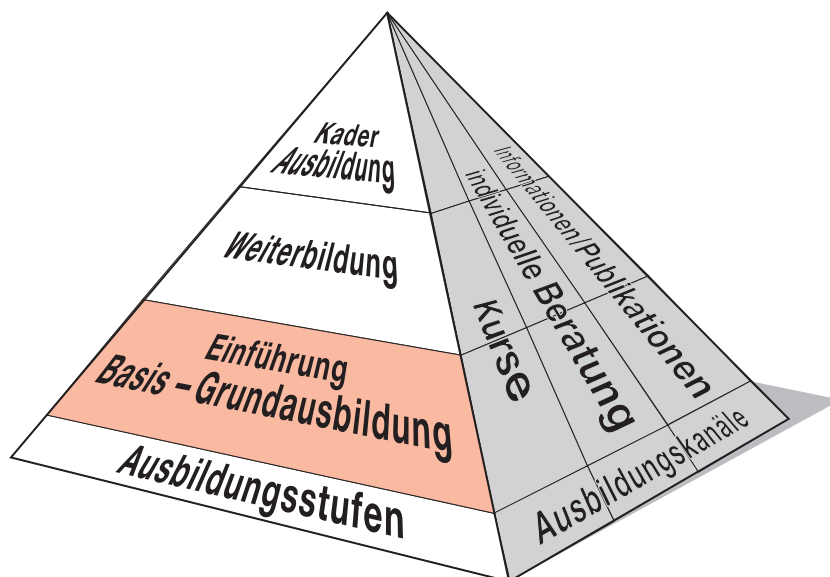 Kader
Ausbildung
Weiterbildung
Einführung
Basis – Grundausbildung
Ausbildungsstufen
Kurse
individuelle Beratung
Informationen/Publikationen
Ausbildungskanäle